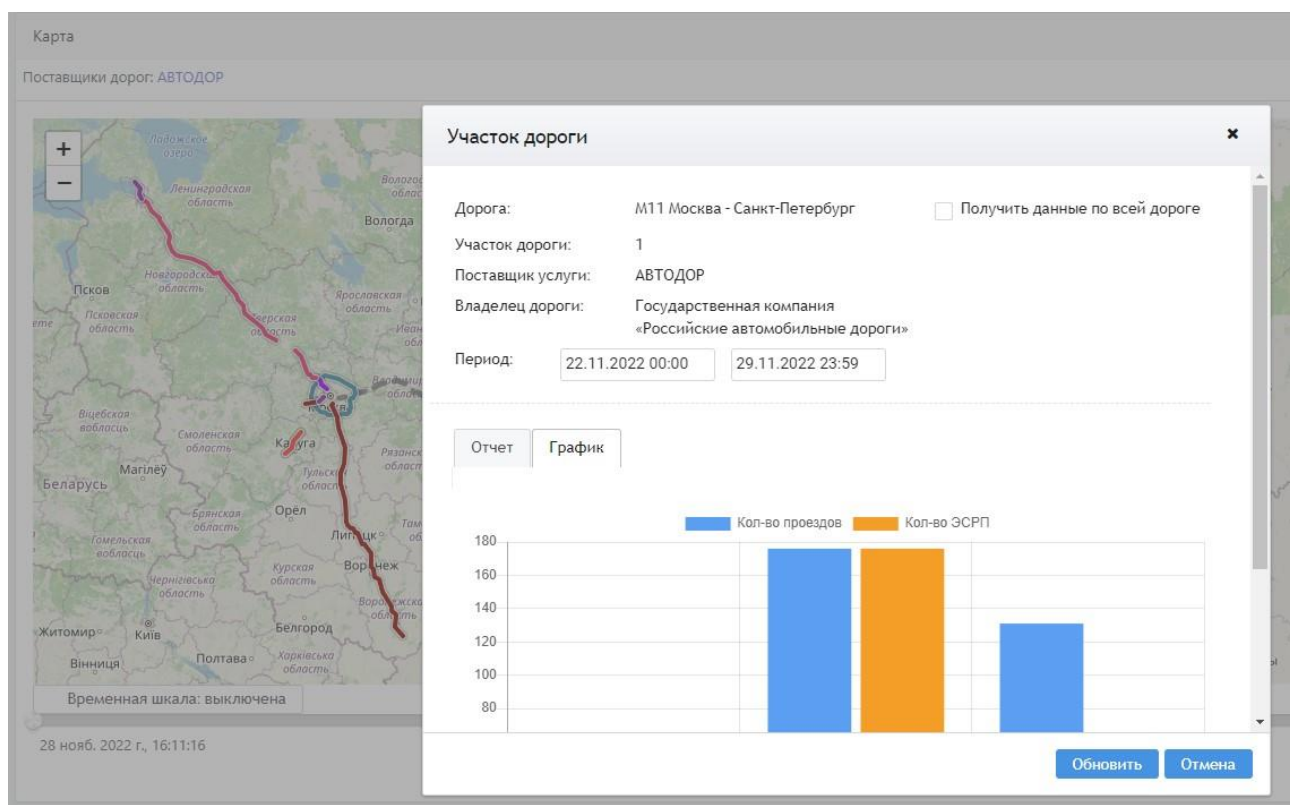 Карта
Поставщики дорог: АВТОДОР
Участок дороги
Дорога: М11 Москва - Санкт-Петербург Получить данные по всей дороге
Участок дороги: 1
Поставщик услуги: АВТОДОР
Владелец дороги: Государственная компания
«Российские автомобильные дороги»
Период: 22.11.2022 00:00 29.11.2022 23:59
Отчет График
Кол-во проездов Кол-во ЭСРП
180
160
140
120
100
80
Обновить Отмена
+
−
Ладожское
озеро
Ленинградская
область
Вологда
Новгородская
область
Псков
Псковская
область
Ярославская
область
Тверская
область
Віцебская
вобласць
Смоленская
область
Калуга
Магілёў
Беларусь
Тульская
область
Брянская
область
Орёл
Липецк
Гомельская
вобласць
Курская
область
Воронеж
Чернігівська
область
Житомир
Київ
Белгород
Вінниця
Полтава
Харківська
область
Временная шкала: выключена
28 нояб. 2022 г., 16:11:16